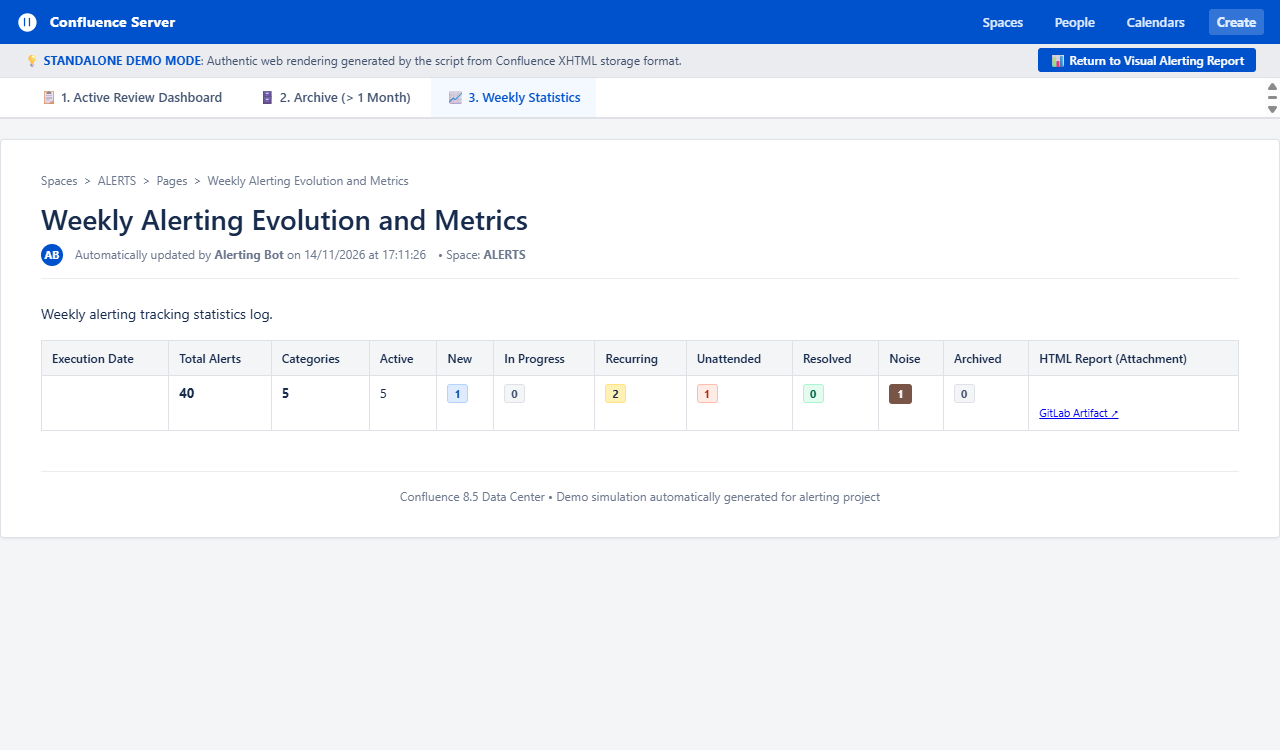 Confluence Server
Spaces People Calendars Create
STANDALONE DEMO MODE: Authentic web rendering generated by the script from Confluence XHTML storage format.
Return to Visual Alerting Report
1. Active Review Dashboard
2. Archive (> 1 Month)
3. Weekly Statistics
Spaces > ALERTS > Pages > Weekly Alerting Evolution and Metrics
Weekly Alerting Evolution and Metrics
AB Automatically updated by Alerting Bot on 14/11/2026 at 17:11:26 • Space: ALERTS
Weekly alerting tracking statistics log.
Execution Date Total Alerts Categories Active New In Progress Recurring Unattended Resolved Noise Archived HTML Report (Attachment)
40 5 5 1 0 2 1 0 1 0
GitLab Artifact ↗
Confluence 8.5 Data Center • Demo simulation automatically generated for alerting project